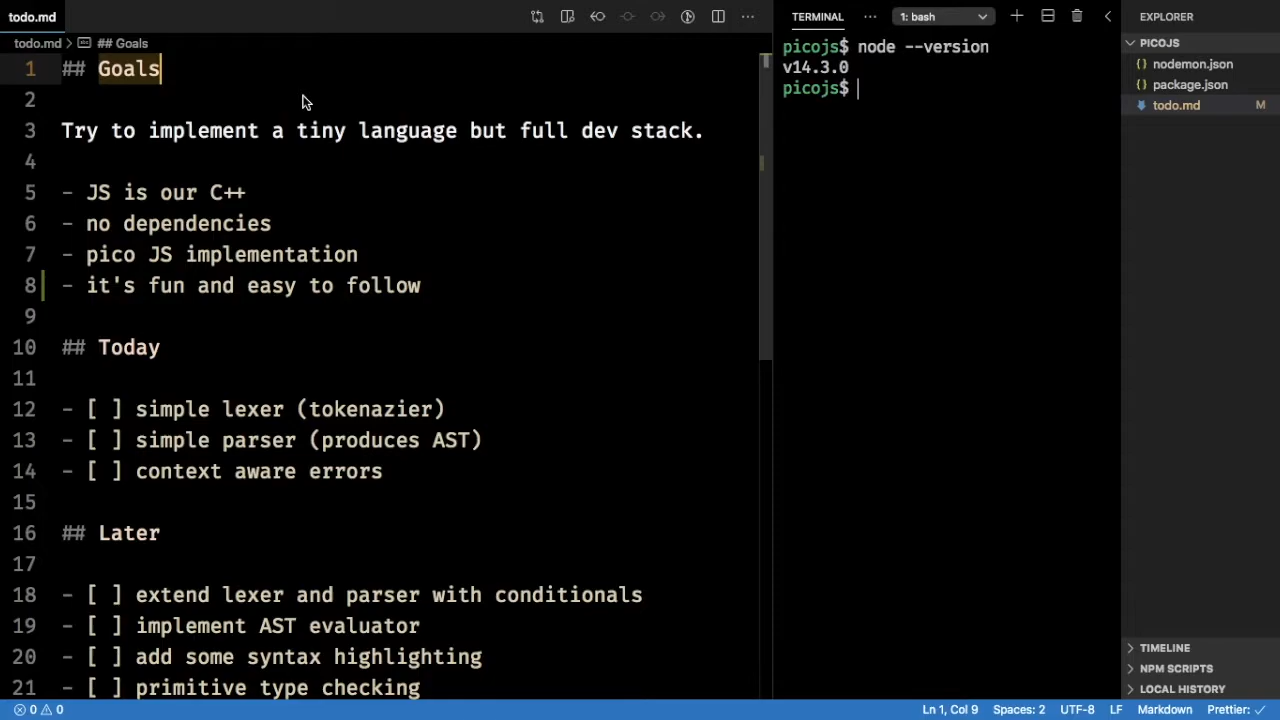 todo.md
todo.md > ## Goals
1 ## Goals
2
3 Try to implement a tiny language but full dev stack.
4
5 - JS is our C++
6 - no dependencies
7 - pico JS implementation
8 - it's fun and easy to follow
9
10 ## Today
11
12 - [ ] simple lexer (tokenazier)
13 - [ ] simple parser (produces AST)
14 - [ ] context aware errors
15
16 ## Later
17
18 - [ ] extend lexer and parser with conditionals
19 - [ ] implement AST evaluator
20 - [ ] add some syntax highlighting
21 - [ ] primitive type checking
TERMINAL ··· 1: bash
picojs$ node --version
v14.3.0
picojs$
EXPLORER
PICOJS
{} nodemon.json
{} package.json
todo.md M
TIMELINE
NPM SCRIPTS
LOCAL HISTORY
0 0 Ln 1, Col 9 Spaces: 2 UTF-8 LF Markdown Prettier: ✓